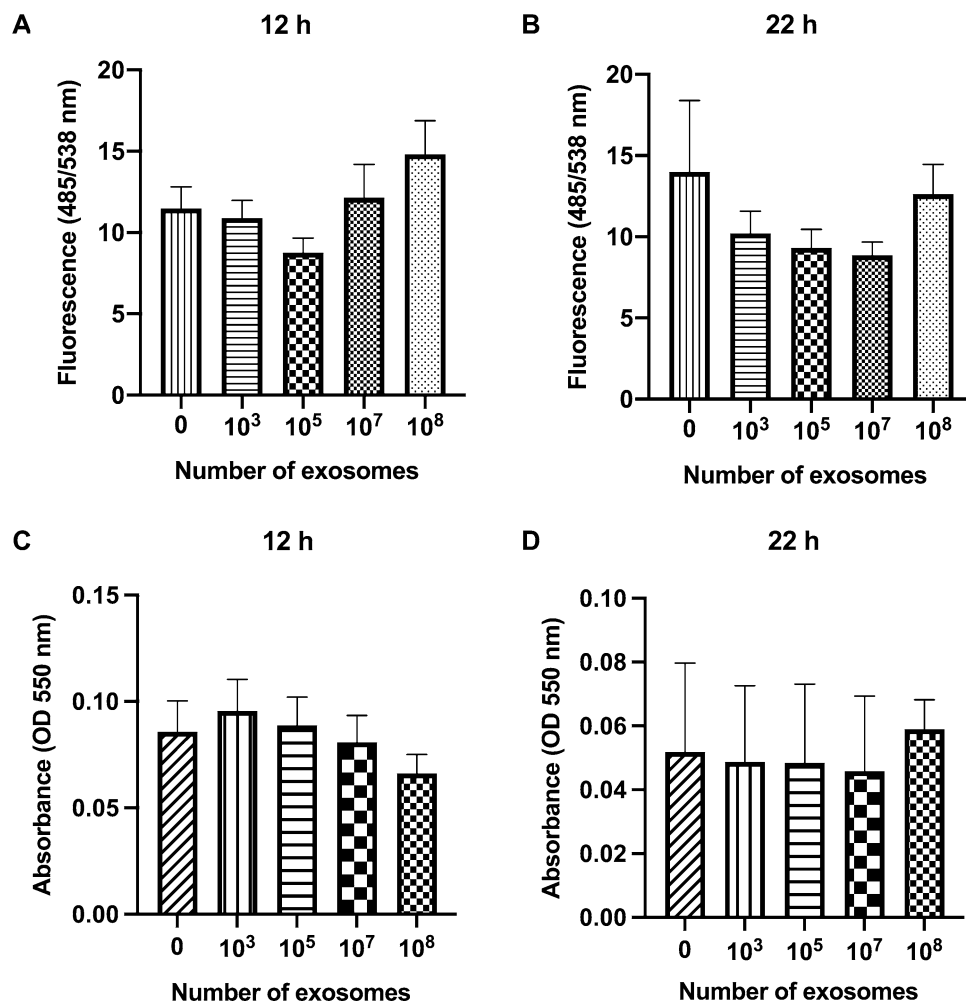 A
12 h
Fluorescence (485/538 nm)
20
15
10
5
0
0
10³
10⁵
10⁷
10⁸
Number of exosomes
B
22 h
Fluorescence (485/538 nm)
20
15
10
5
0
0
10³
10⁵
10⁷
10⁸
Number of exosomes
C
12 h
Absorbance (OD 550 nm)
0.15
0.10
0.05
0.00
0
10³
10⁵
10⁷
10⁸
Number of exosomes
D
22 h
Absorbance (OD 550 nm)
0.10
0.08
0.06
0.04
0.02
0.00
0
10³
10⁵
10⁷
10⁸
Number of exosomes